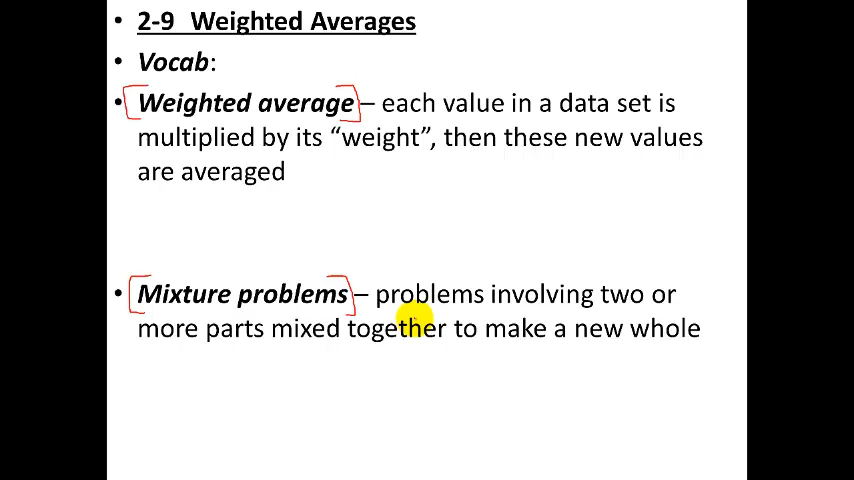 • 2-9 Weighted Averages
• Vocab:
• Weighted average – each value in a data set is
multiplied by its “weight”, then these new values
are averaged
• Mixture problems – problems involving two or
more parts mixed together to make a new whole